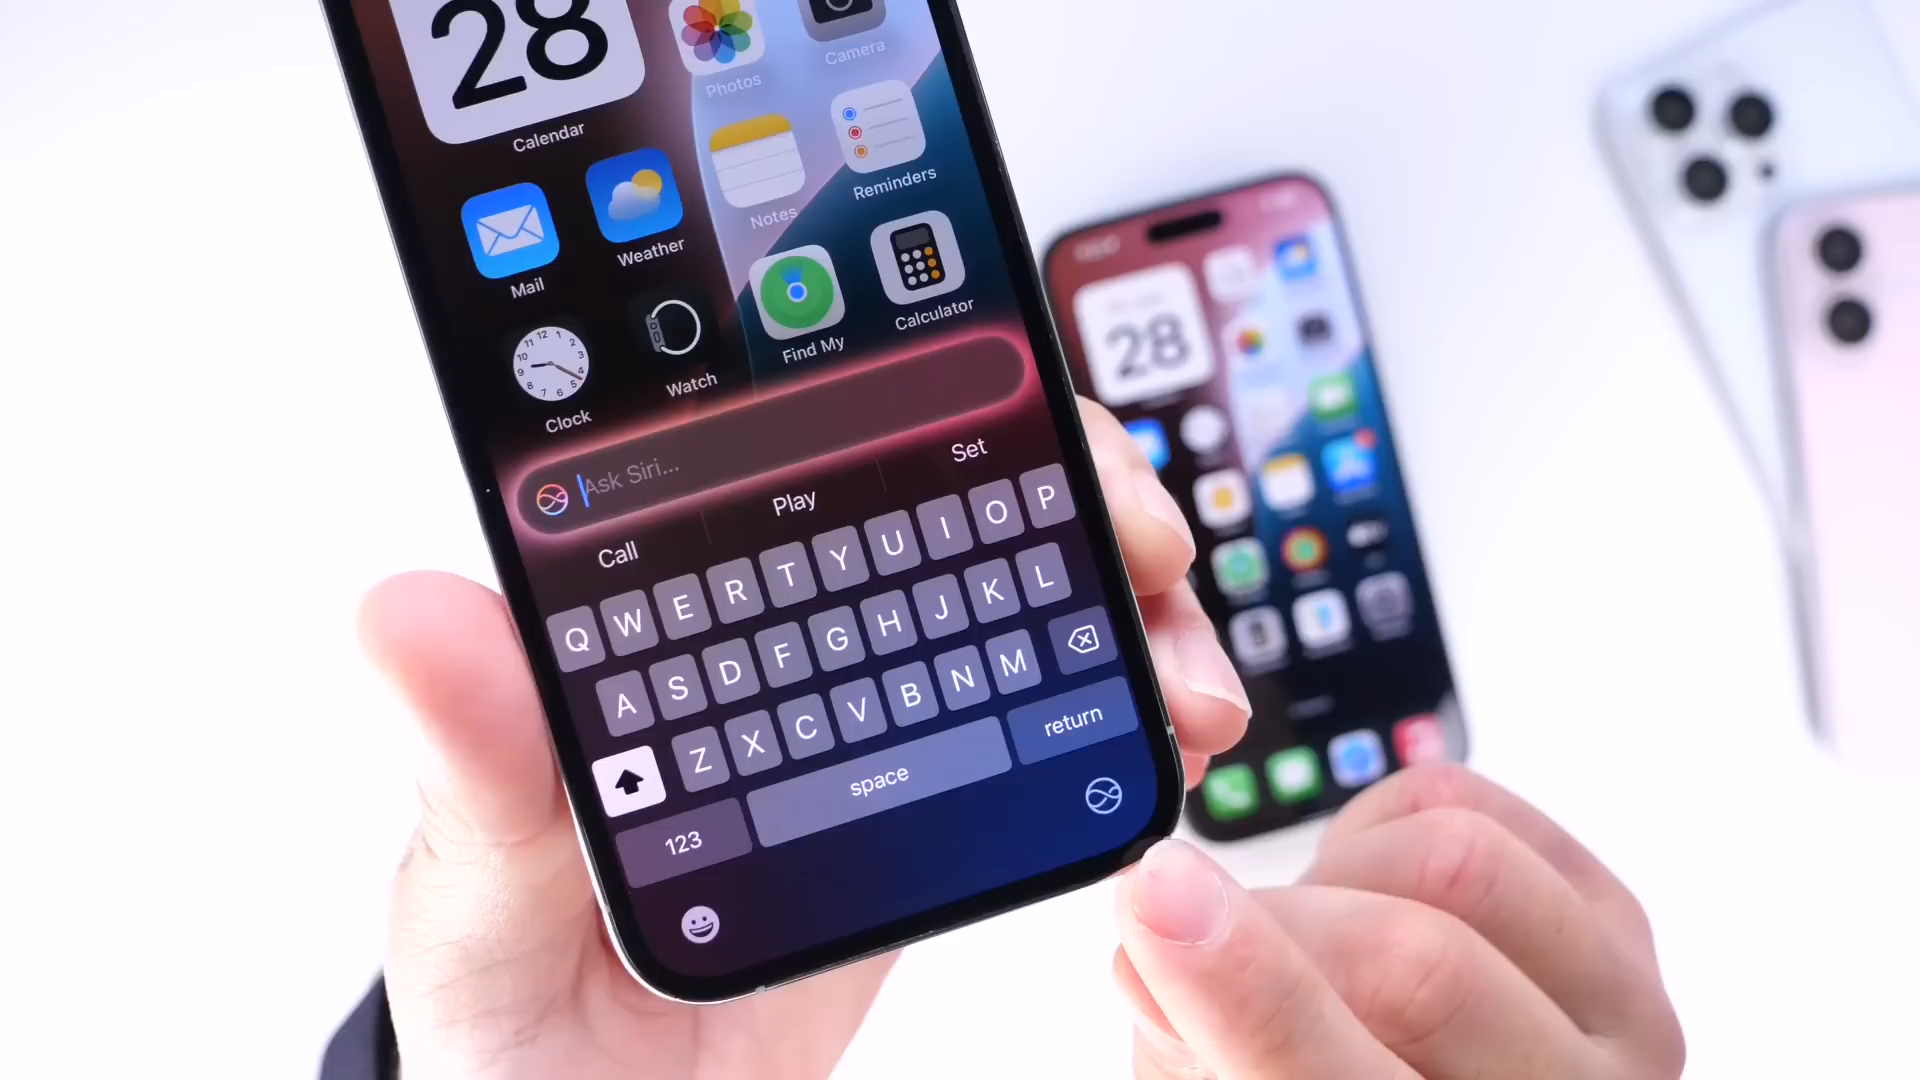 28
Calendar
Photos
Camera
Mail
Weather
Notes
Reminders
Clock
Watch
Find My
Calculator
Ask Siri...
Call
Play
Set
Q W E R T Y U I O P
A S D F G H J K L
Z X C V B N M
123
space
return
28